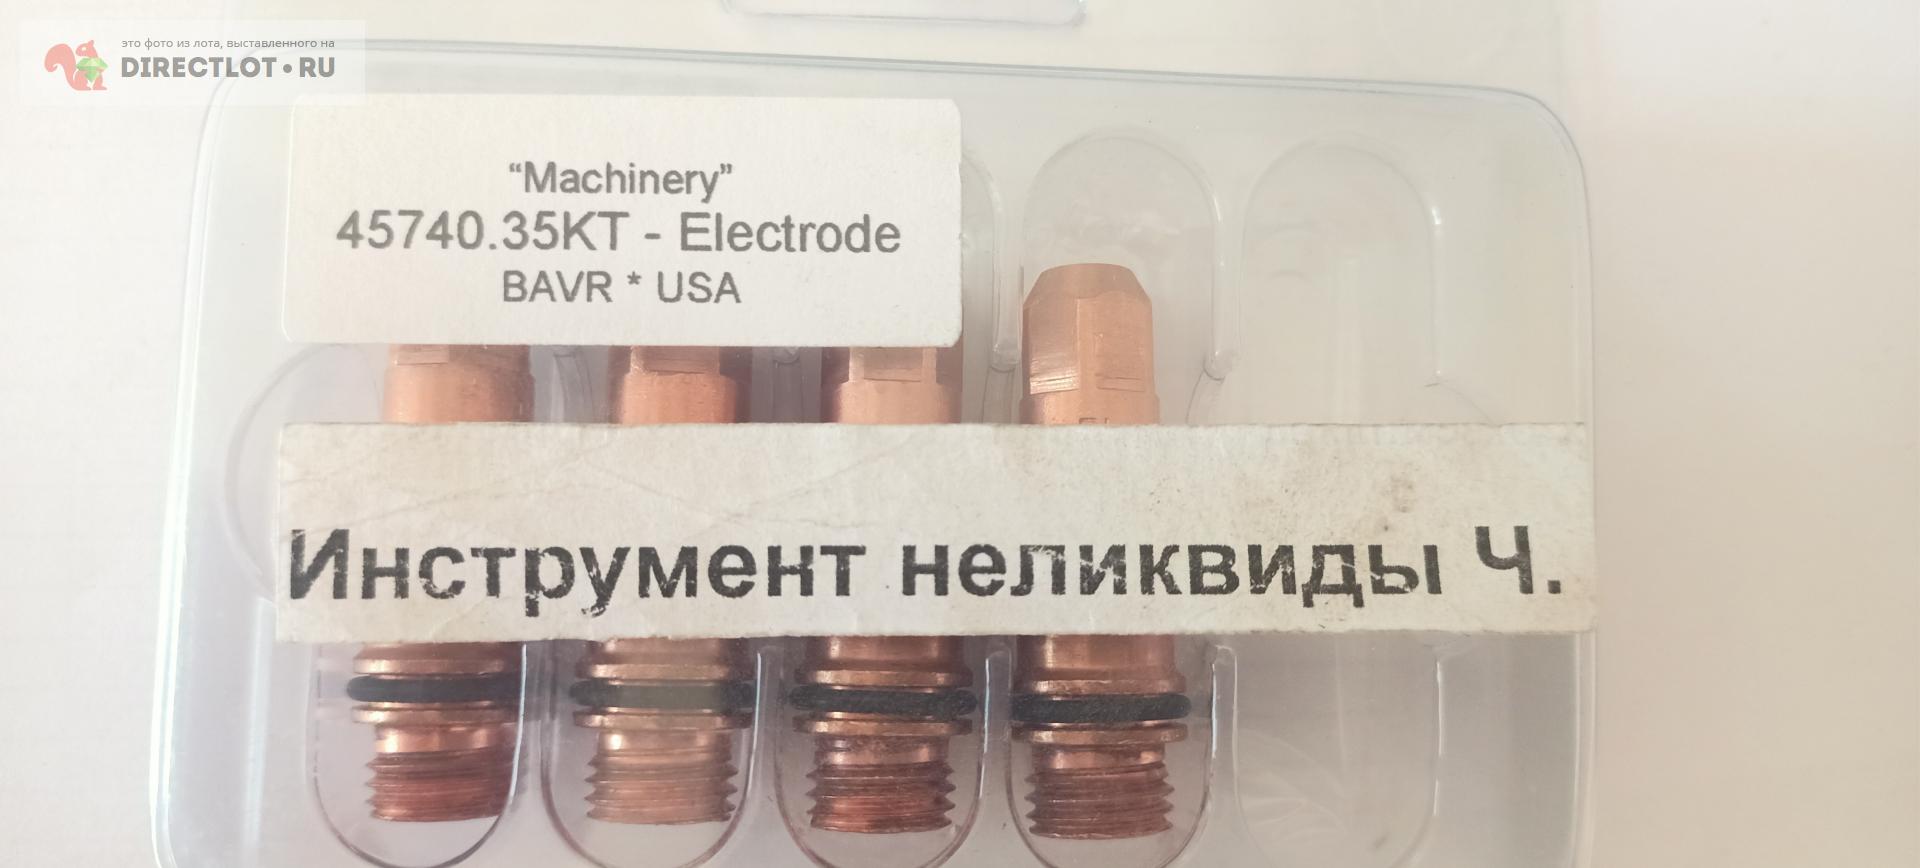 это фото из лота, выставленного на
DIRECTLOT•RU
“Machinery”
45740.35KT - Electrode
BAVR * USA
Инструмент неликвиды Ч.